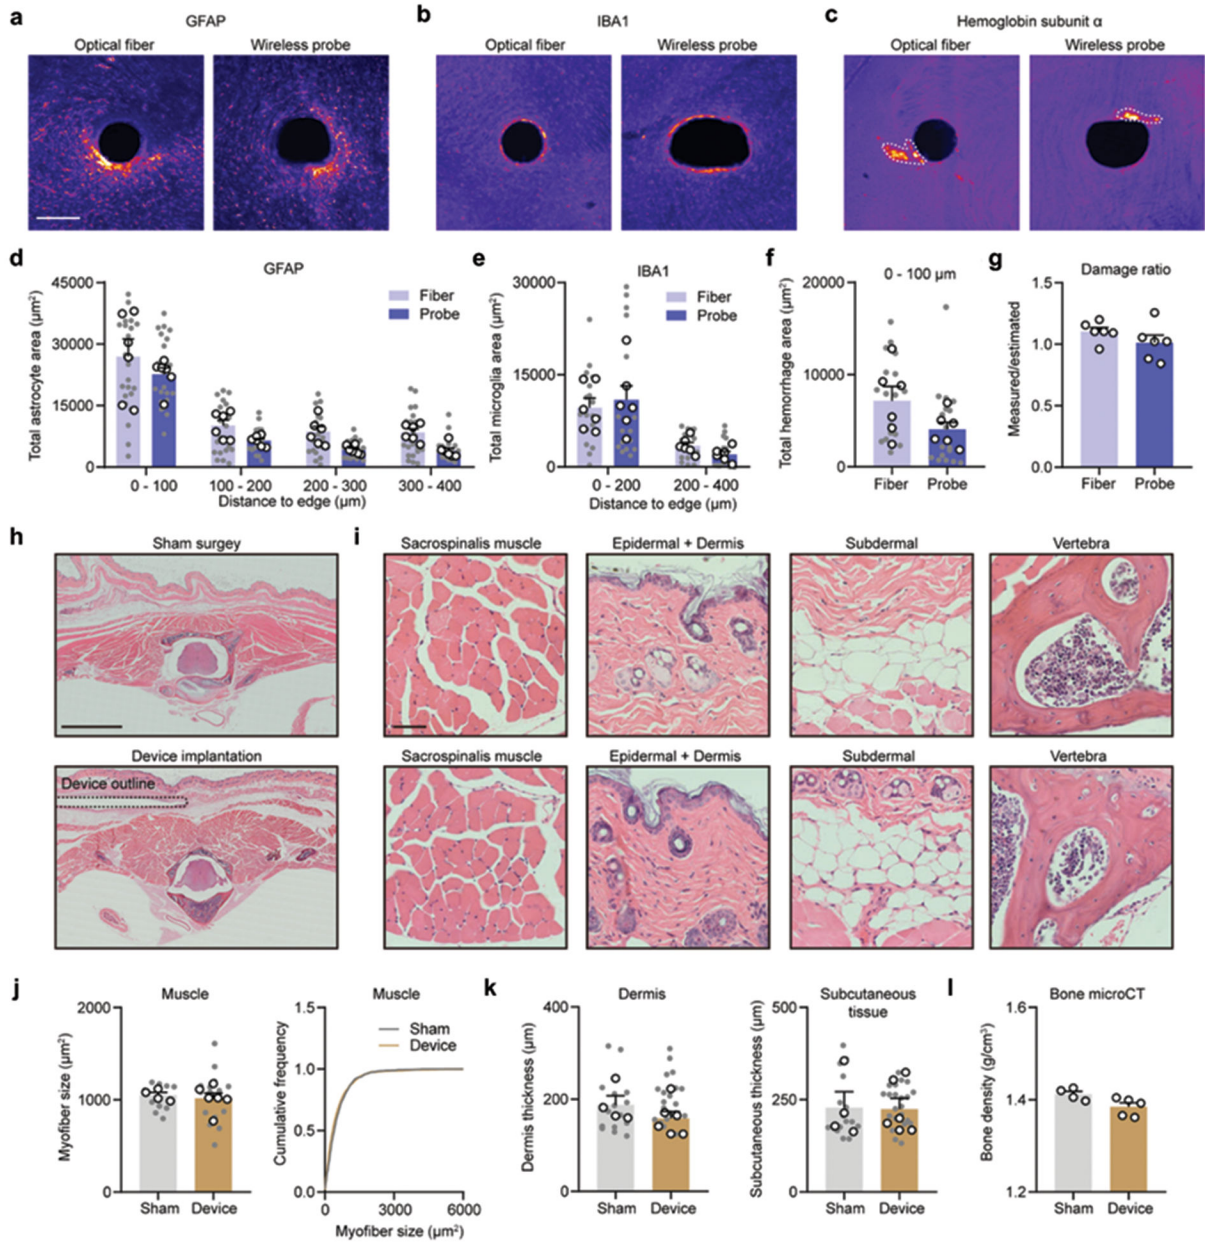 a
GFAP
Optical fiber
Wireless probe
b
IBA1
Optical fiber
Wireless probe
c
Hemoglobin subunit α
Optical fiber
Wireless probe
d
GFAP
Total astrocyte area (µm²)
45000
30000
15000
0
Fiber
Probe
0 - 100
100 - 200
200 - 300
300 - 400
Distance to edge (µm)
e
IBA1
Total microglia area (µm²)
30000
15000
0
Fiber
Probe
0 - 200
200 - 400
Distance to edge (µm)
f
0 - 100 µm
Total hemorrhage area (µm²)
20000
10000
0
Fiber
Probe
g
Damage ratio
Measured/estimated
1.5
1.0
0.5
0.0
Fiber
Probe
h
Sham surgey
Device implantation
Device outline
i
Sacrospinalis muscle
Epidermal + Dermis
Subdermal
Vertebra
Sacrospinalis muscle
Epidermal + Dermis
Subdermal
Vertebra
j
Muscle
Myofiber size (µm²)
2000
1000
0
Sham
Device
Muscle
Cumulative frequency
1.5
1.0
0.5
0.0
Sham
Device
0
3000
6000
Myofiber size (µm²)
k
Dermis
Dermis thickness (µm)
400
200
0
Sham
Device
Subcutaneous
tissue
Subcutaneous thickness (µm)
500
250
0
Sham
Device
l
Bone microCT
Bone density (g/cm³)
1.6
1.4
1.2
Sham
Device